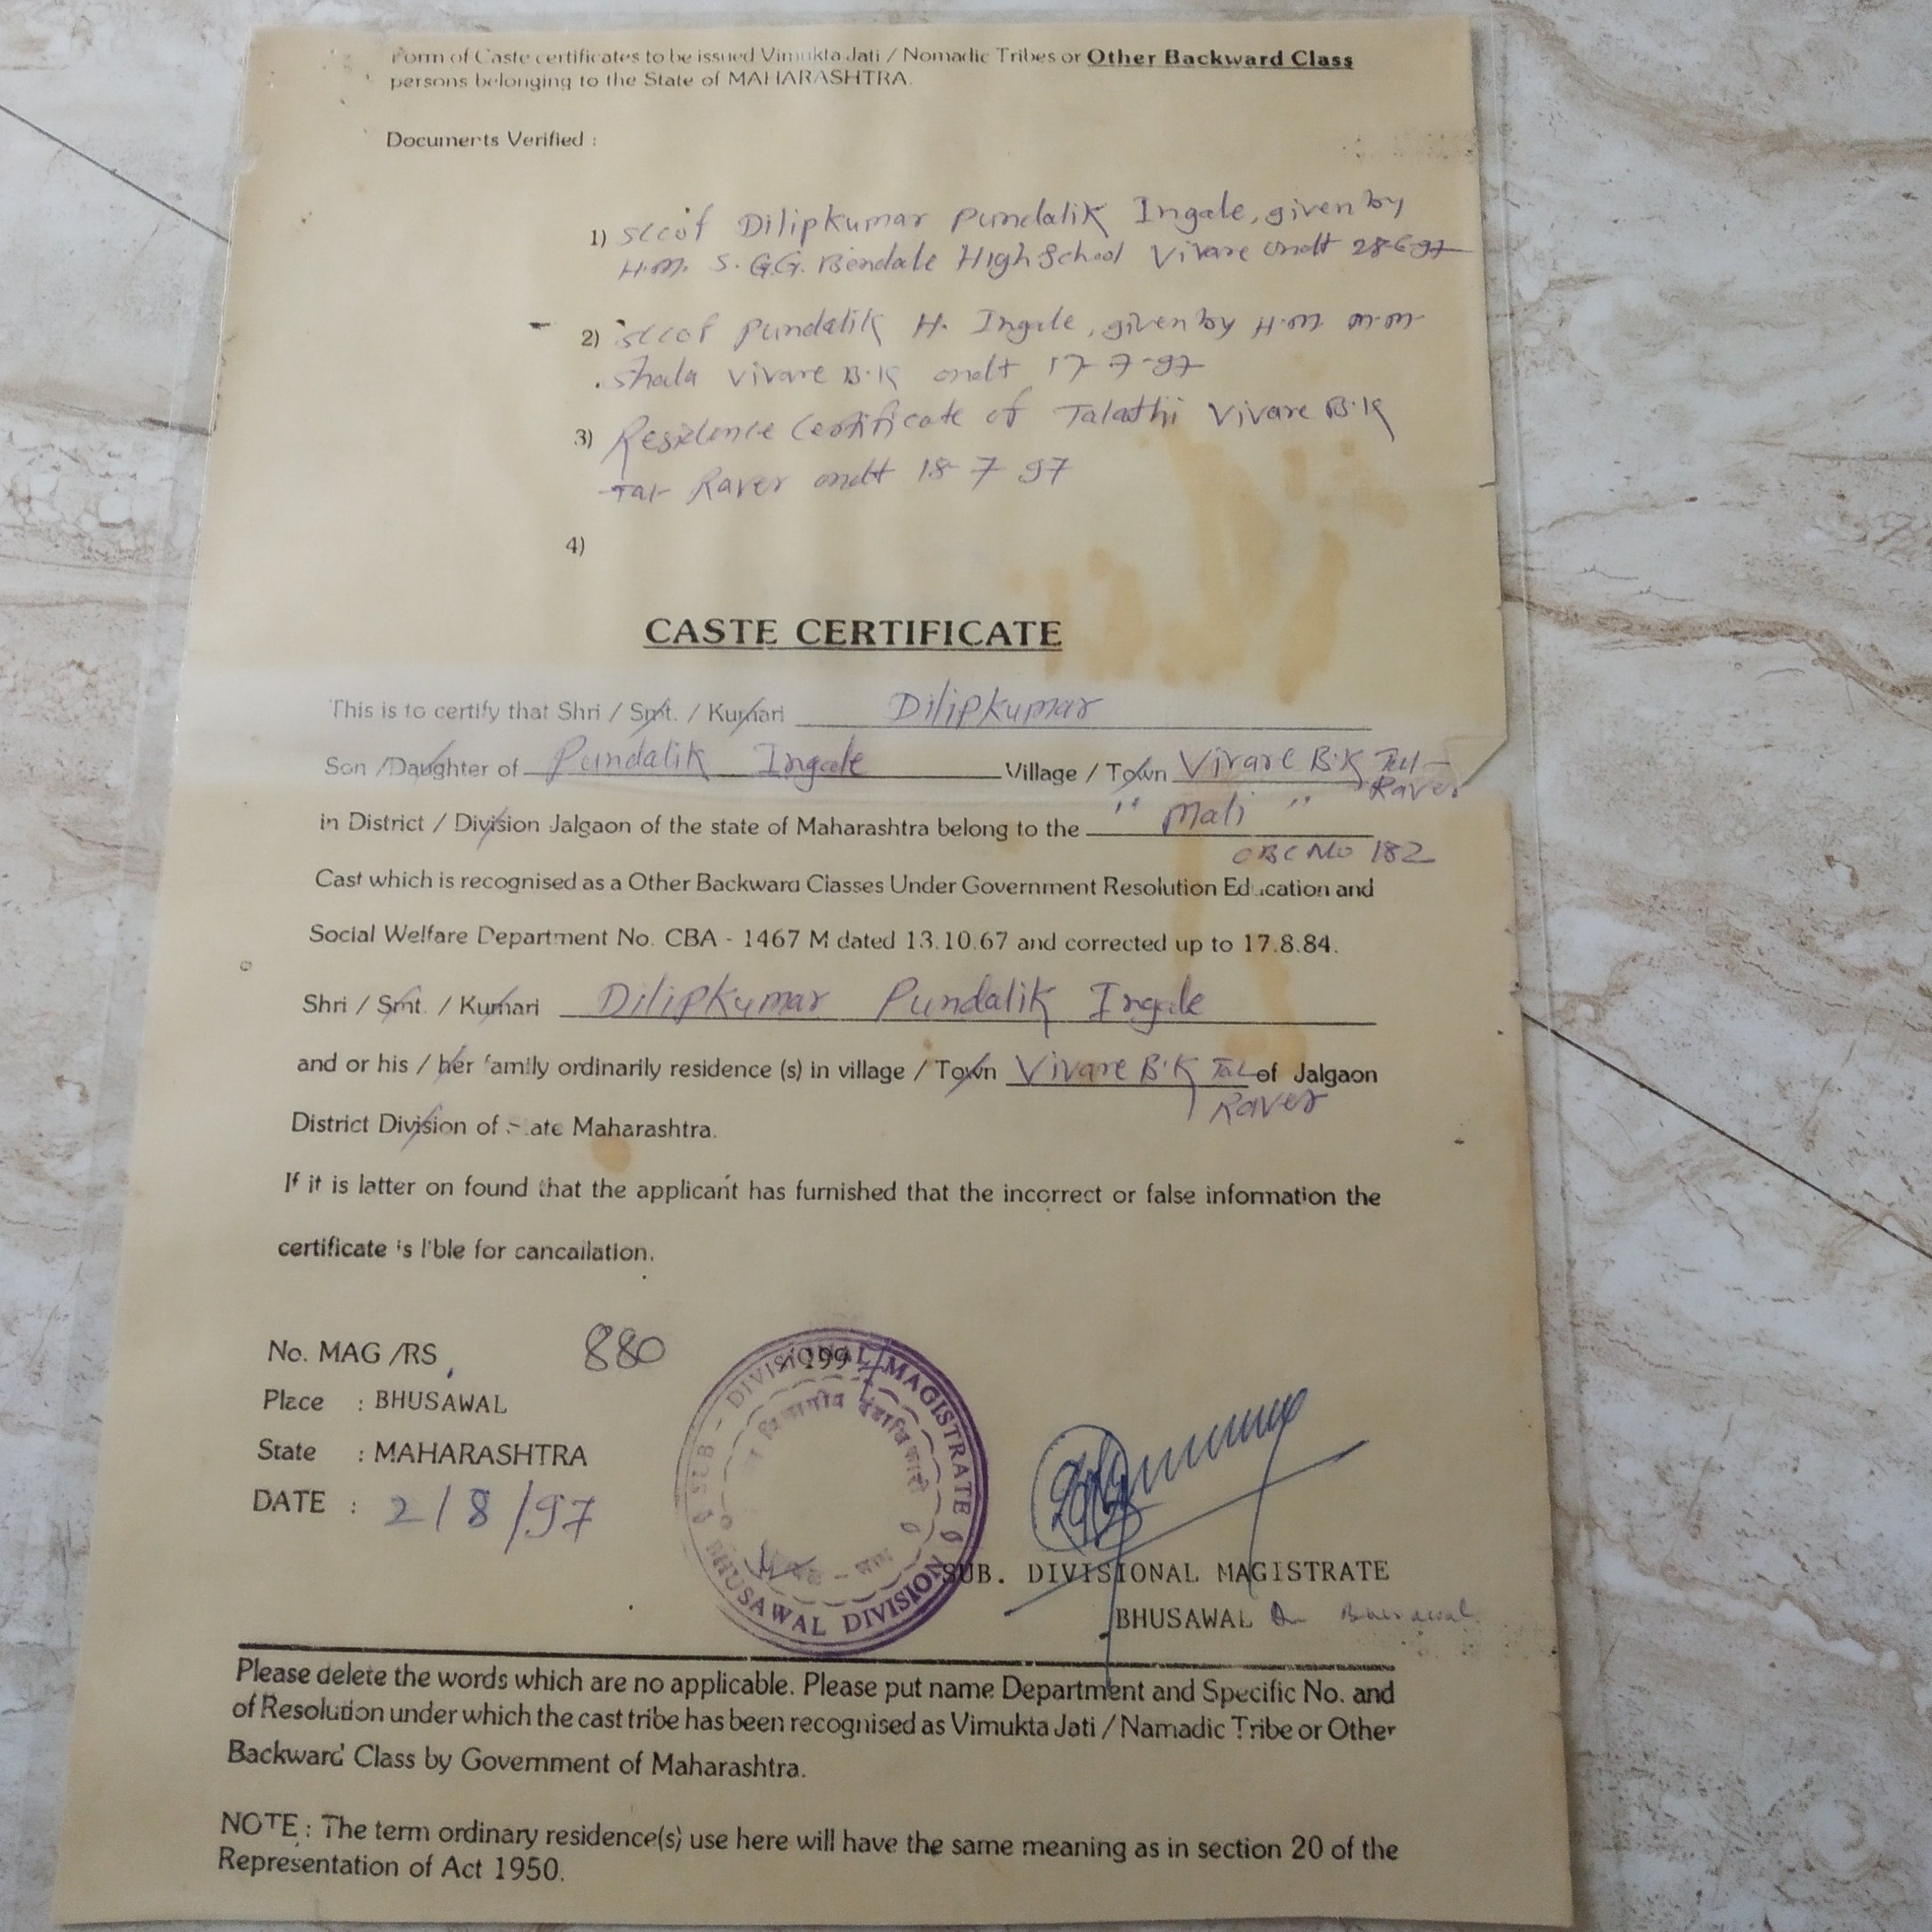 Form of Caste certificates to be issued Vimukta Jati / Nomadic Tribes or Other Backward Class
persons belonging to the State of MAHARASHTRA.
Documents Verified :
1) SLC of Dilipkumar Pundalik Ingale, given by
H.M. S. G.G. Bendale High School Vivare on dt 28-6-97
2) SLC of Pundalik H. Ingale, given by H.M. M.M.
Shala Vivare B.K on dt 17-7-97
3) Residence Certificate of Talathi Vivare B.K
Tal- Raver on dt 18-7 97
4)
CASTE CERTIFICATE
This is to certify that Shri / Smt. / Kumari Dilipkumar
Son /Daughter of Pundalik Ingale Village / Town Vivare B.K Tal-
Raver
in District / Division Jalgaon of the state of Maharashtra belong to the " Mali "
OBC No 182
Cast which is recognised as a Other Backward Classes Under Government Resolution Education and
Social Welfare Department No. CBA - 1467 M dated 13.10.67 and corrected up to 17.8.84.
Shri / Smt. / Kumari Dilipkumar Pundalik Ingale
and or his / her family ordinarily residence (s) in village / Town Vivare B.K Tal of Jalgaon
Raver
District Division of State Maharashtra.
If it is latter on found that the applicant has furnished that the incorrect or false information the
certificate is l'ble for cancailation.
No. MAG /RS 880 /1997
Place : BHUSAWAL
State : MAHARASHTRA
DATE : 2/8/97
SUB - DIVISIONAL MAGISTRATE
BHUSAWAL DIVISION
SUB. DIVISIONAL MAGISTRATE
BHUSAWAL
Please delete the words which are no applicable. Please put name Department and Specific No. and
of Resolution under which the cast tribe has been recognised as Vimukta Jati / Namadic Tribe or Other
Backward Class by Government of Maharashtra.
NOTE : The term ordinary residence(s) use here will have the same meaning as in section 20 of the
Representation of Act 1950.